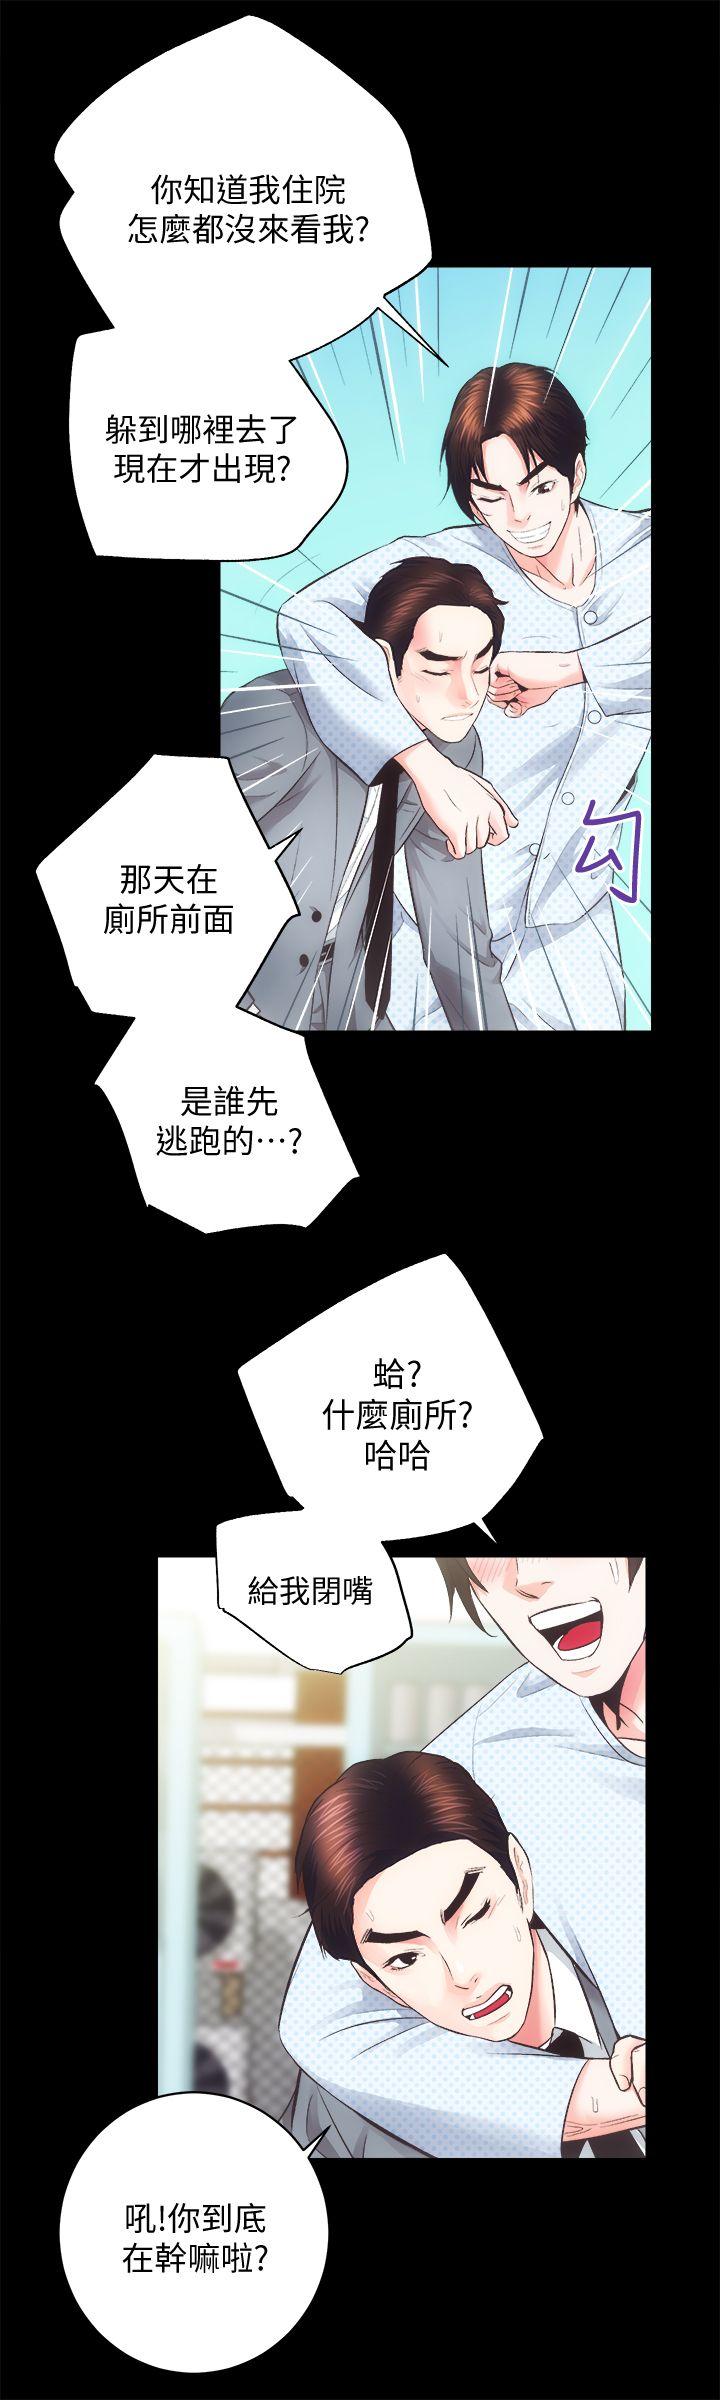 你知道我住院
怎麼都沒來看我?
躲到哪裡去了
現在才出現?
勾
那天在
廁所前面
是誰先
逃跑的…?
蛤?
什麼廁所?
哈哈
給我閉嘴
吼!你到底
在幹嘛啦?